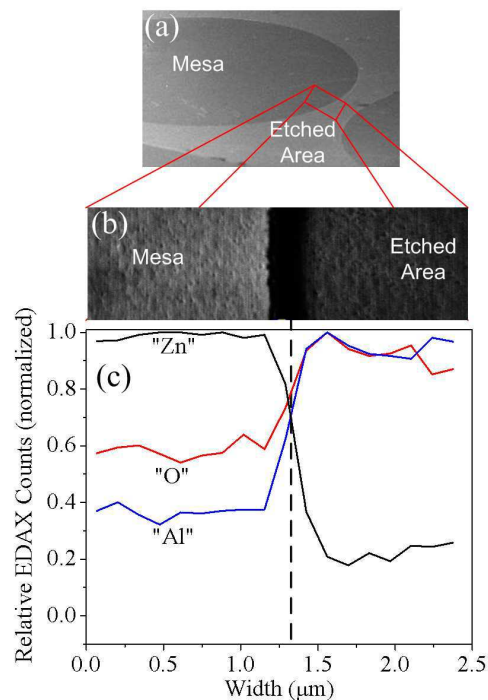 (a)
Mesa
Etched
Area
(b)
Mesa
Etched
Area
(c)
"Zn"
"O"
"Al"
Relative EDAX Counts (normalized)
1.0
0.8
0.6
0.4
0.2
0.0
0.0 0.5 1.0 1.5 2.0 2.5
Width (μm)